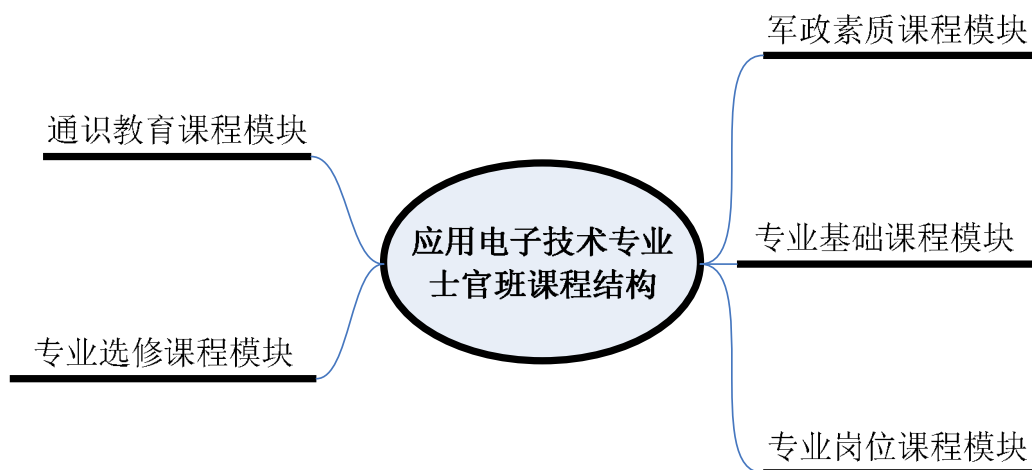 军政素质课程模块
通识教育课程模块
应用电子技术专业
士官班课程结构
专业基础课程模块
专业选修课程模块
专业岗位课程模块